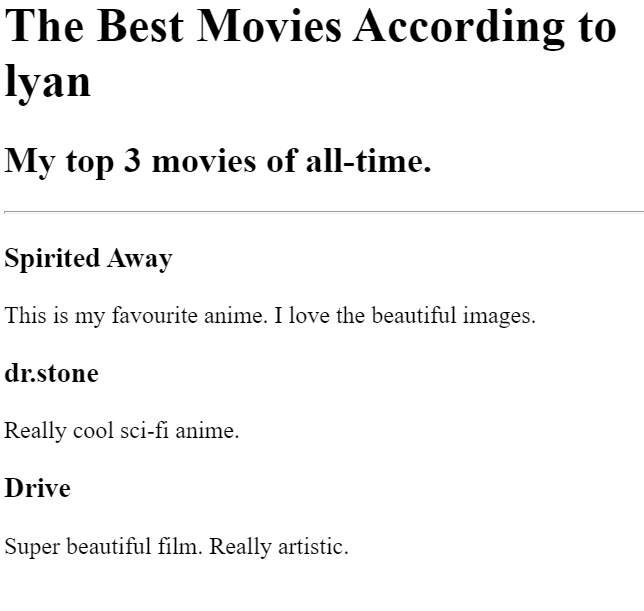 The Best Movies According to
lyan
My top 3 movies of all-time.
Spirited Away
This is my favourite anime. I love the beautiful images.
dr.stone
Really cool sci-fi anime.
Drive
Super beautiful film. Really artistic.